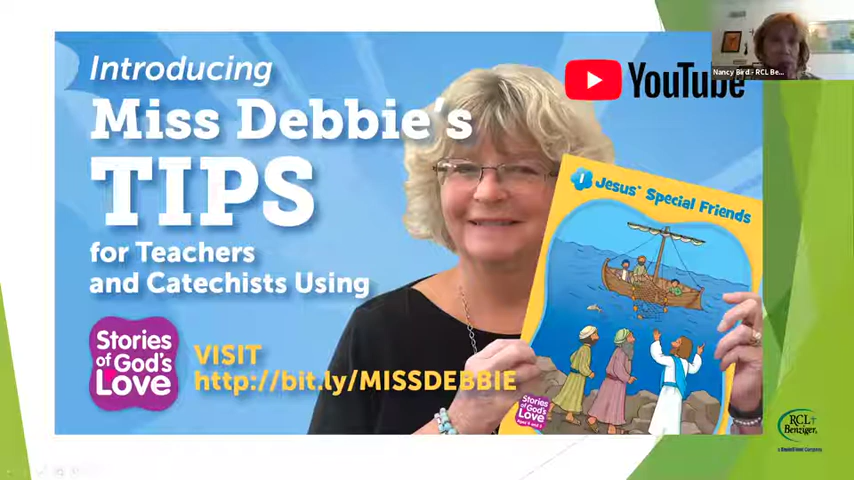 Introducing
Miss Debbie's
TIPS
for Teachers
and Catechists Using
Stories
of God's
Love
VISIT
http://bit.ly/MISSDEBBIE
YouTube
Nancy Bird - RCL Be...
1 Jesus' Special Friends
Stories
of God's
Love
RCL
Benziger